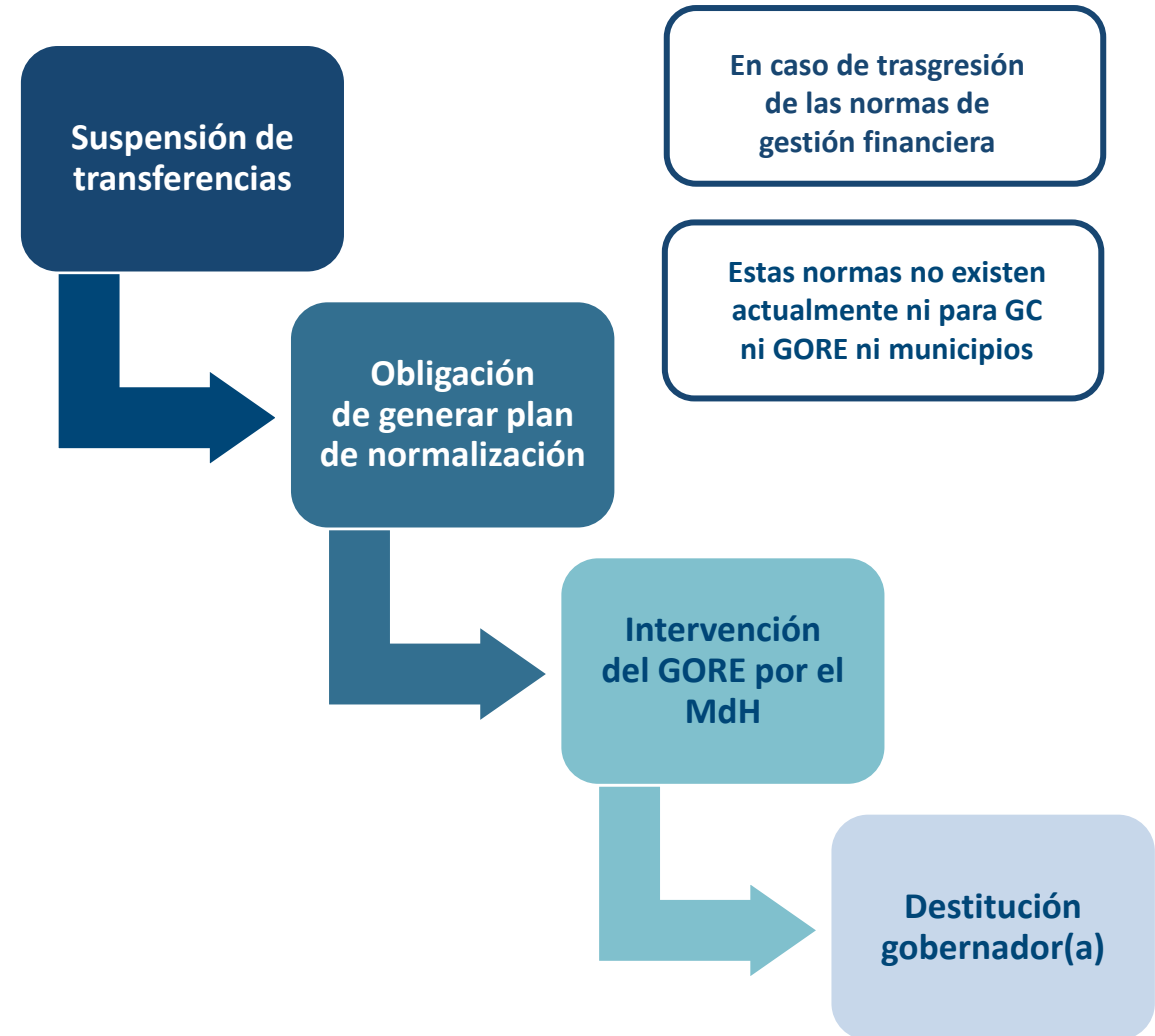 En caso de trasgresión
de las normas de
gestión financiera
Suspensión de
transferencias
Estas normas no existen
actualmente ni para GC
ni GORE ni municipios
Obligación
de generar plan
de normalización
Intervención
del GORE por el
MdH
Destitución
gobernador(a)